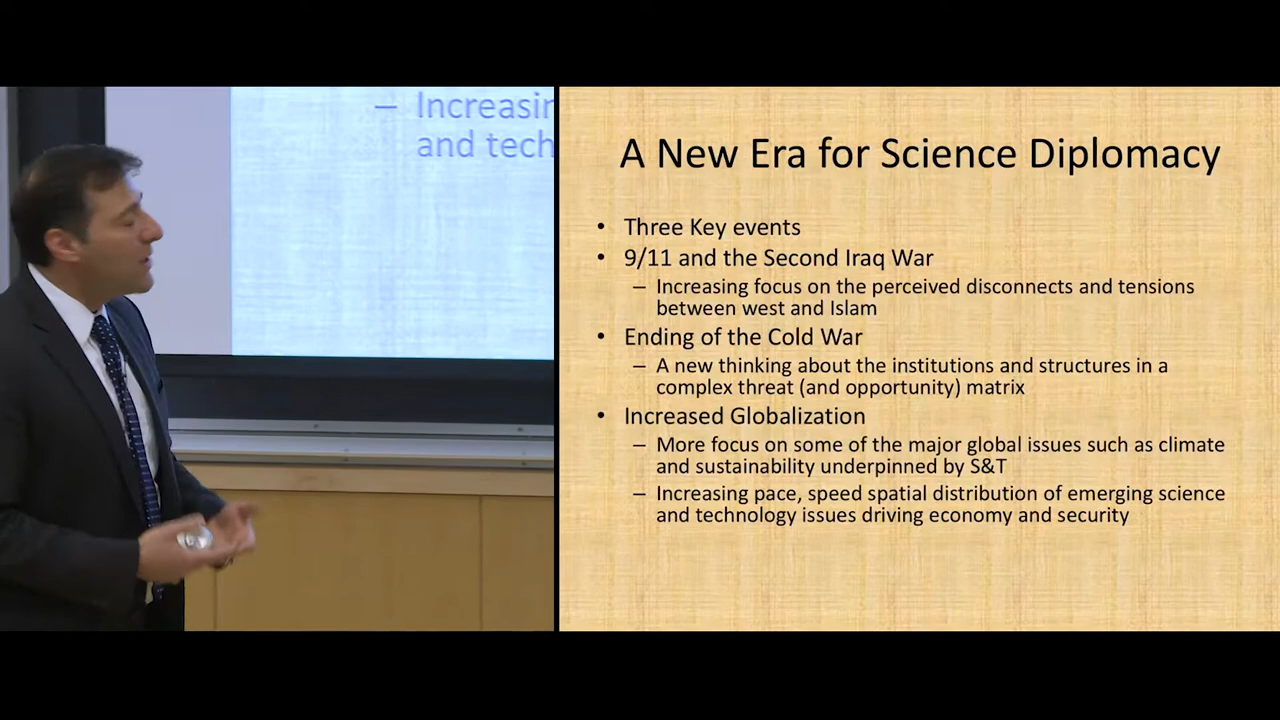 – Increasin
and tech
A New Era for Science Diplomacy
• Three Key events
• 9/11 and the Second Iraq War
– Increasing focus on the perceived disconnects and tensions
between west and Islam
• Ending of the Cold War
– A new thinking about the institutions and structures in a
complex threat (and opportunity) matrix
• Increased Globalization
– More focus on some of the major global issues such as climate
and sustainability underpinned by S&T
– Increasing pace, speed spatial distribution of emerging science
and technology issues driving economy and security